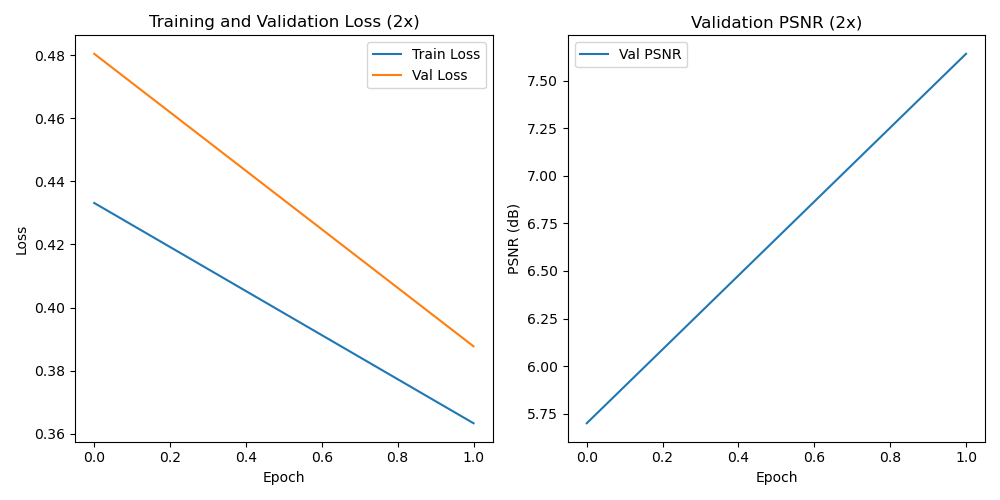 Training and Validation Loss (2x)
Train Loss
Val Loss
0.48
0.46
0.44
0.42
0.40
0.38
0.36
Loss
0.0 0.2 0.4 0.6 0.8 1.0
Epoch
Validation PSNR (2x)
Val PSNR
7.50
7.25
7.00
6.75
6.50
6.25
6.00
5.75
PSNR (dB)
0.0 0.2 0.4 0.6 0.8 1.0
Epoch